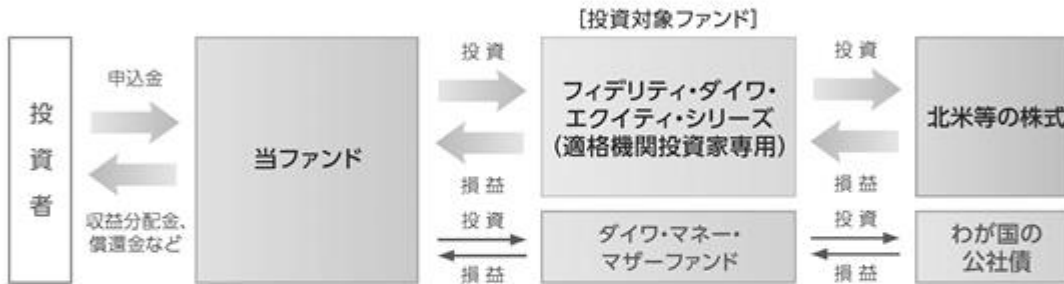 [投資対象ファンド]
投資者
申込金
収益分配金、
償還金など
当ファンド
投資
損益
投資
損益
フィデリティ・ダイワ・
エクイティ・シリーズ
(適格機関投資家専用)
ダイワ・マネー・
マザーファンド
投資
損益
投資
損益
北米等の株式
わが国の
公社債